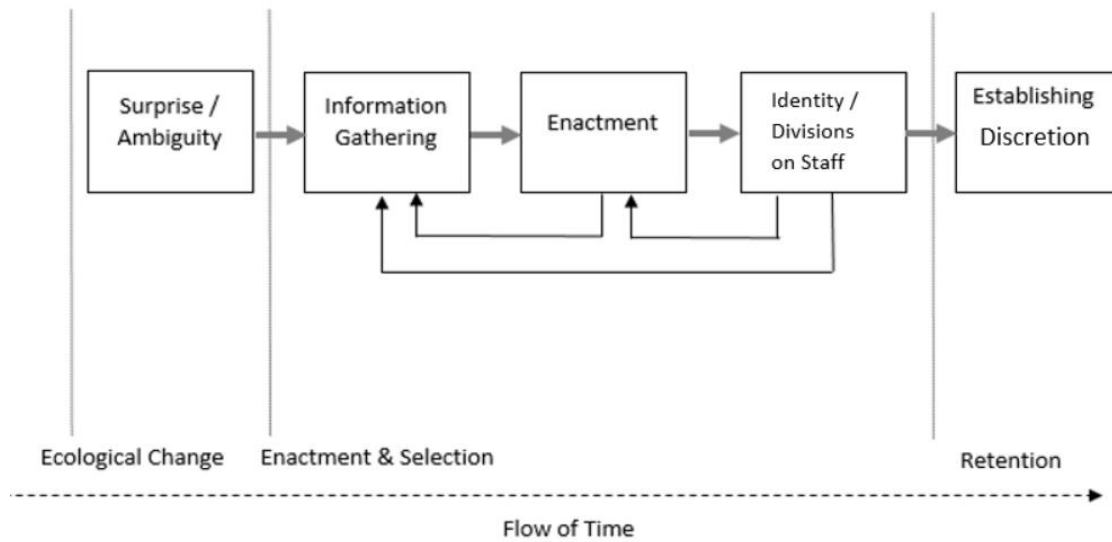 Surprise /
Ambiguity
Information
Gathering
Enactment
Identity /
Divisions
on Staff
Establishing
Discretion
Ecological Change
Enactment & Selection
Retention
Flow of Time